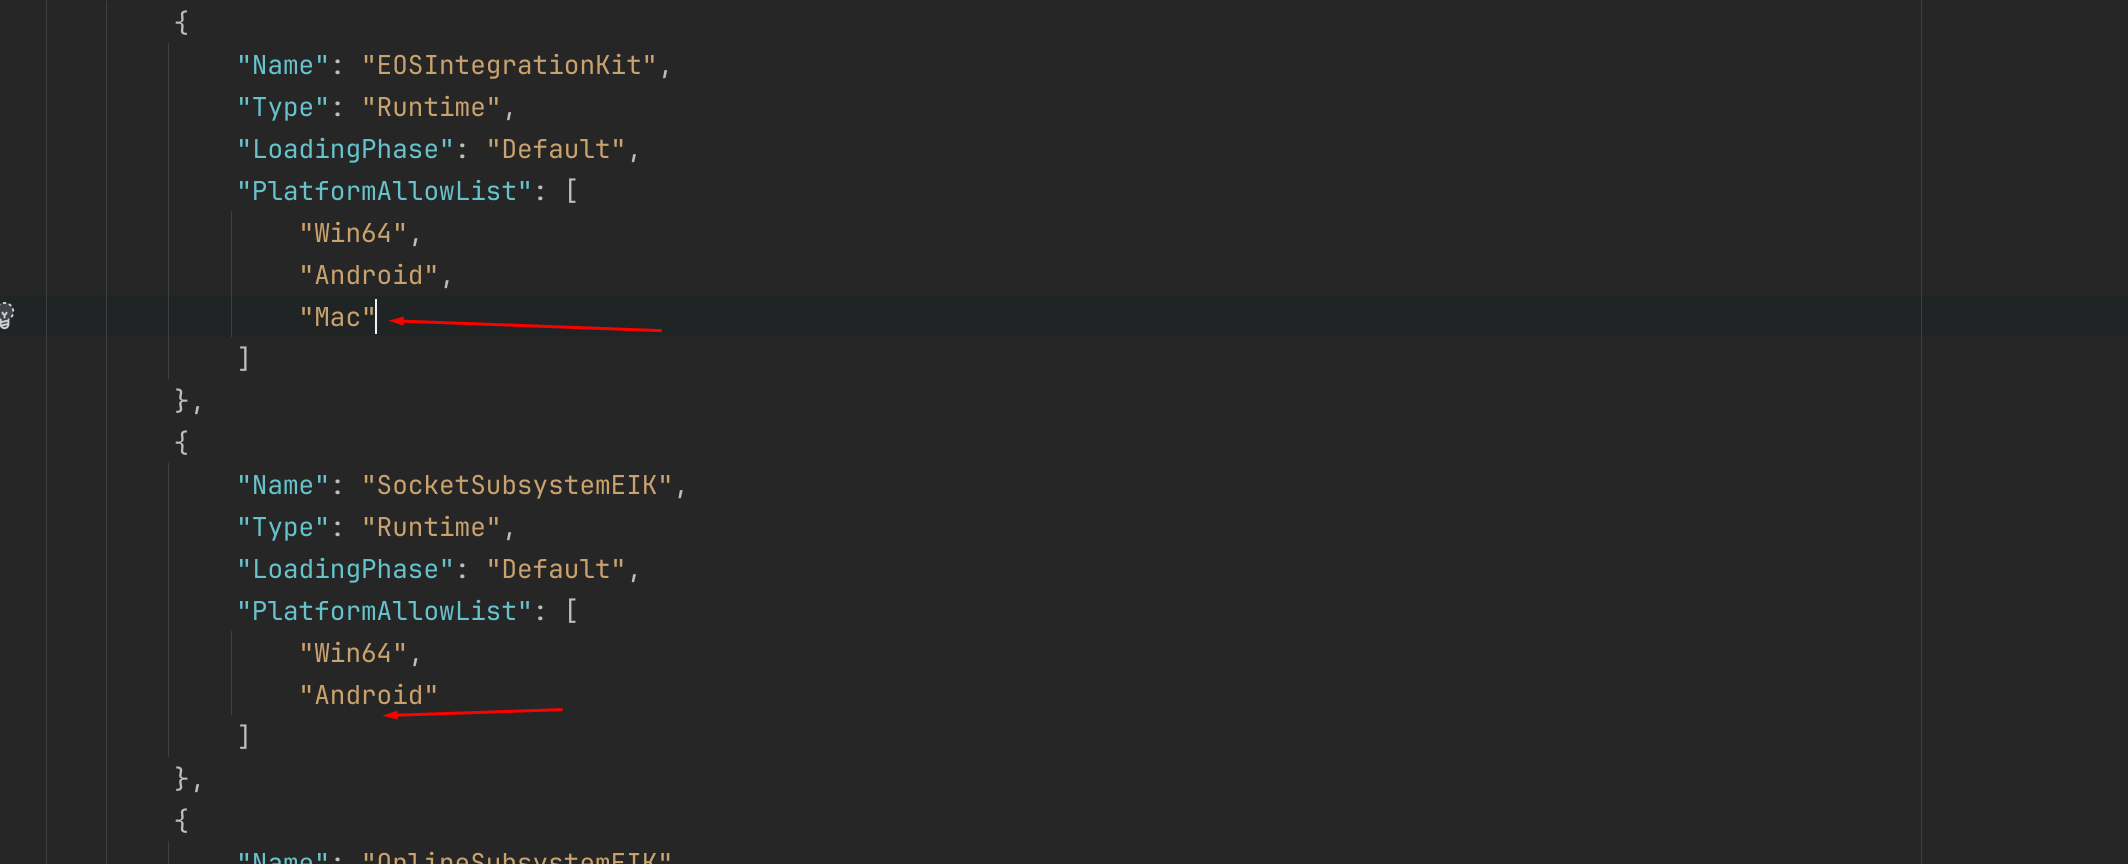 {
"Name": "EOSIntegrationKit",
"Type": "Runtime",
"LoadingPhase": "Default",
"PlatformAllowList": [
"Win64",
"Android",
"Mac"
]
},
{
"Name": "SocketSubsystemEIK",
"Type": "Runtime",
"LoadingPhase": "Default",
"PlatformAllowList": [
"Win64",
"Android"
]
},
{
"Name": "OnlineSubsystemEIK"